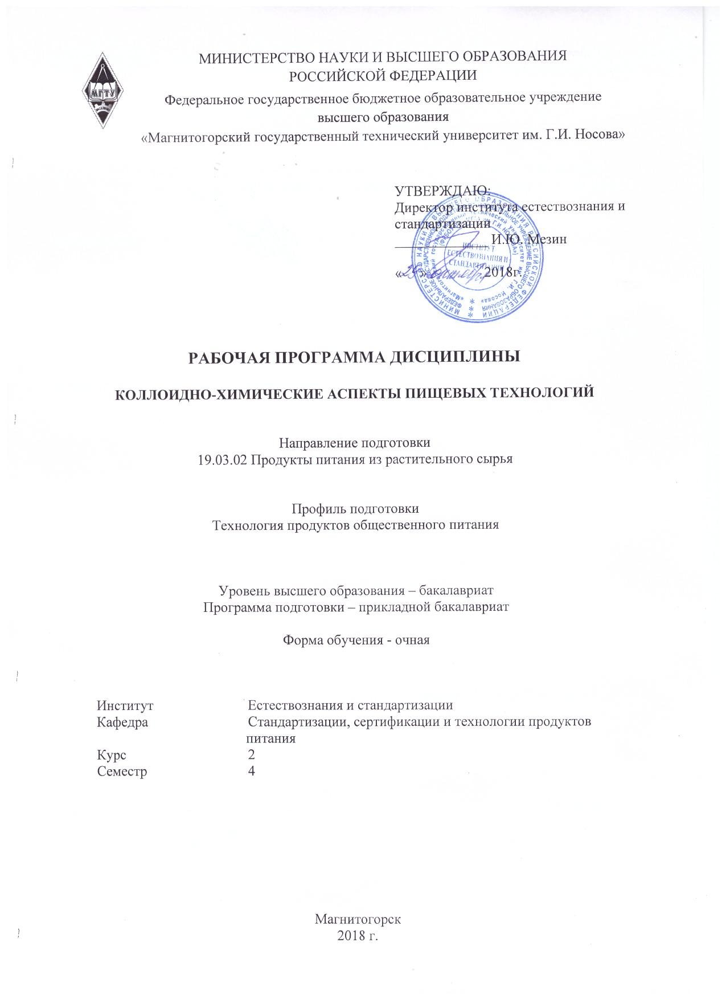 МИНИСТЕРСТВО НАУКИ И ВЫСШЕГО ОБРАЗОВАНИЯ
РОССИЙСКОЙ ФЕДЕРАЦИИ
Федеральное государственное бюджетное образовательное учреждение
высшего образования
«Магнитогорский государственный технический университет им. Г.И. Носова»
МГТУ
УТВЕРЖДАЮ:
Директор института естествознания и
стандартизации
И.Ю. Мезин
« » 2018г.
ИНСТИТУТ
ЕСТЕСТВОЗНАНИЯ И
СТАНДАРТИЗАЦИИ
РАБОЧАЯ ПРОГРАММА ДИСЦИПЛИНЫ
КОЛЛОИДНО-ХИМИЧЕСКИЕ АСПЕКТЫ ПИЩЕВЫХ ТЕХНОЛОГИЙ
Направление подготовки
19.03.02 Продукты питания из растительного сырья
Профиль подготовки
Технология продуктов общественного питания
Уровень высшего образования – бакалавриат
Программа подготовки – прикладной бакалавриат
Форма обучения - очная
Институт Естествознания и стандартизации
Кафедра Стандартизации, сертификации и технологии продуктов
питания
Курс 2
Семестр 4
Магнитогорск
2018 г.